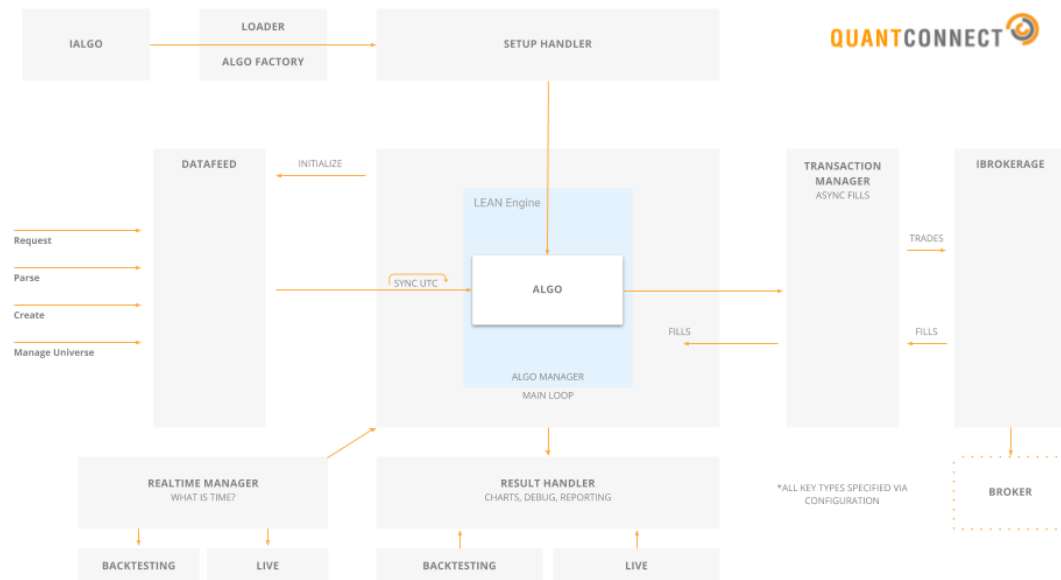 IALGO
LOADER
ALGO FACTORY
SETUP HANDLER
QUANTCONNECT
DATAFEED
INITIALIZE
LEAN Engine
TRANSACTION
MANAGER
ASYNC FILLS
IBROKERAGE
Request
Parse
Create
Manage Universe
SYNC UTC
ALGO
TRADES
FILLS
FILLS
ALGO MANAGER
MAIN LOOP
REALTIME MANAGER
WHAT IS TIME?
RESULT HANDLER
CHARTS, DEBUG, REPORTING
*ALL KEY TYPES SPECIFIED VIA
CONFIGURATION
BROKER
BACKTESTING
LIVE
BACKTESTING
LIVE